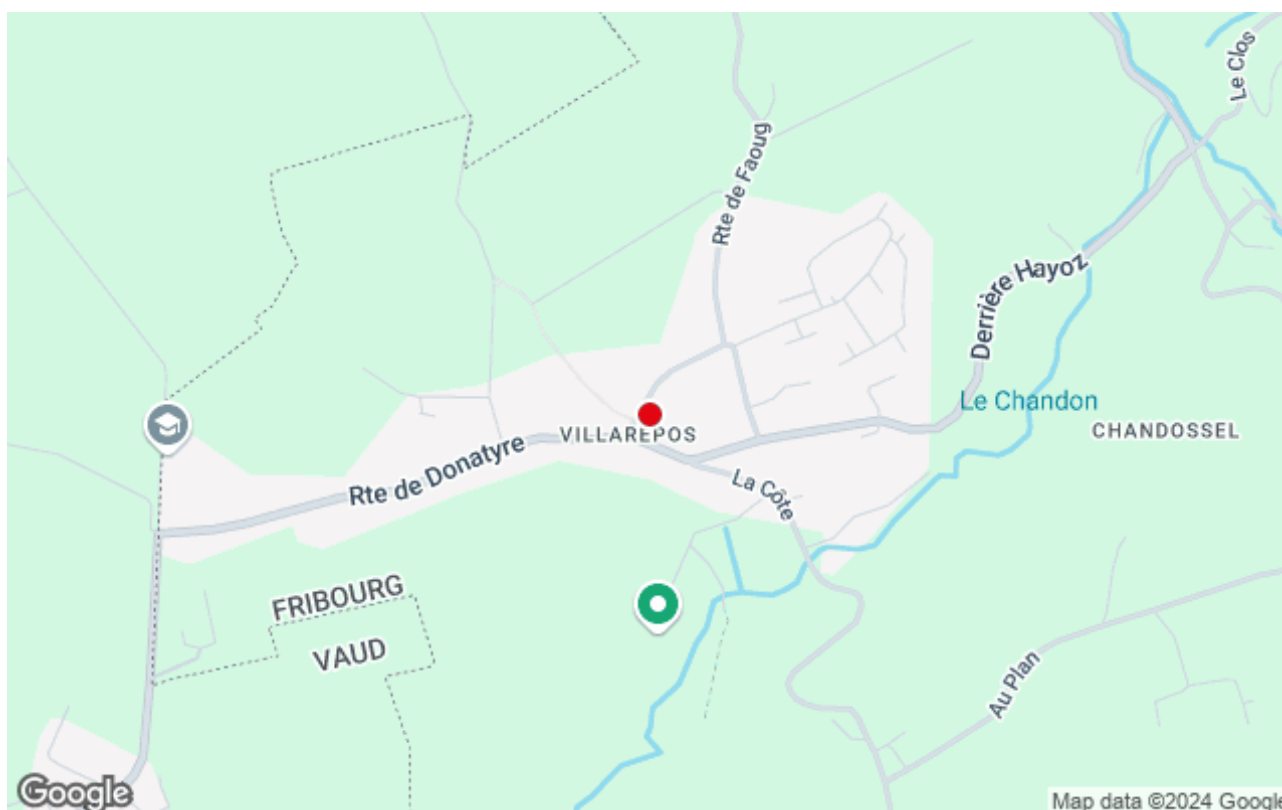 Le Clos
Rte de Faoug
Derrière Hayoz
Le Chandon
CHANDOSSEL
VILLAREPOS
Rte de Donatyre
La Côte
FRIBOURG
VAUD
Au Plan
Google
Map data ©2024 Google